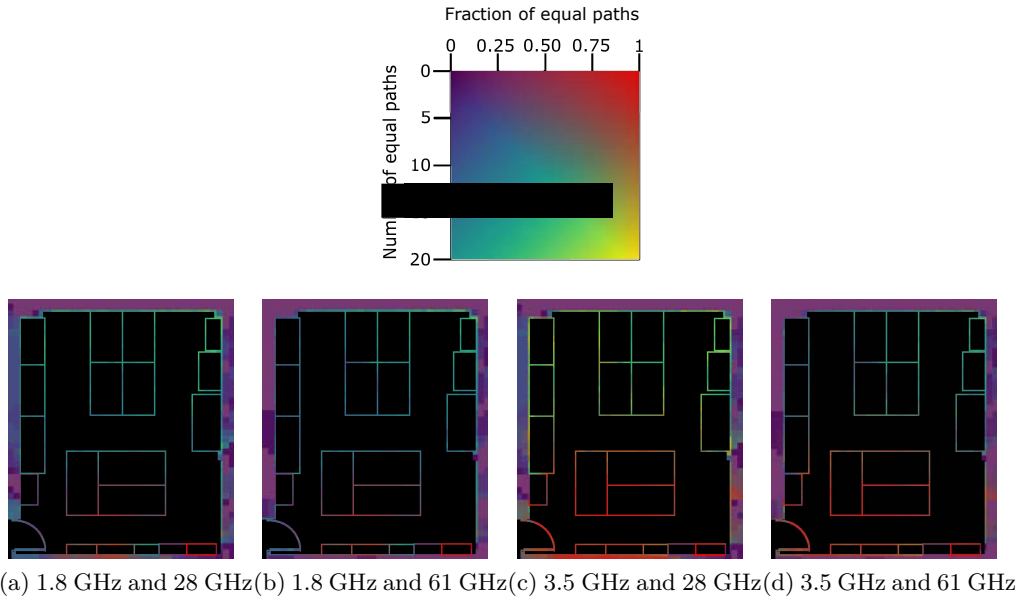 Fraction of equal paths
0 0.25 0.50 0.75 1
0
5
10
20
of equal paths
(a) 1.8 GHz and 28 GHz
(b) 1.8 GHz and 61 GHz
(c) 3.5 GHz and 28 GHz
(d) 3.5 GHz and 61 GHz